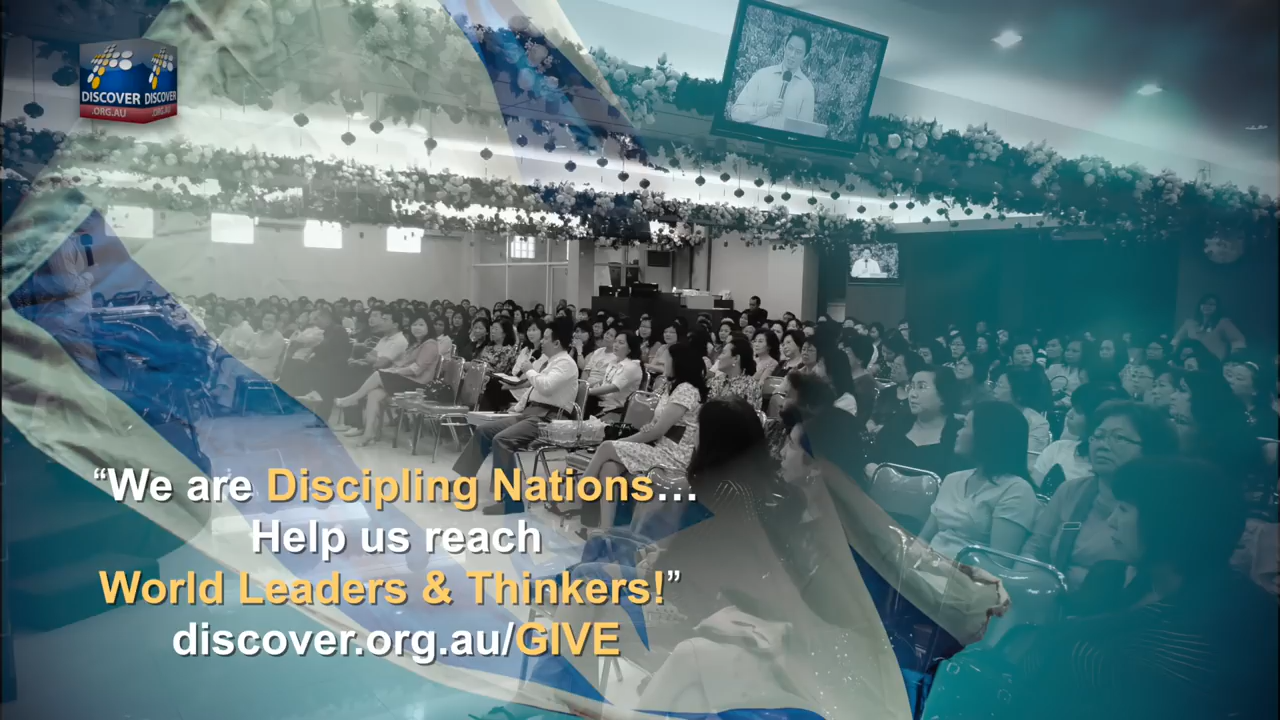 DISCOVER DISCOVER
.ORG.AU .ORG.AU
“We are Discipling Nations...
Help us reach
World Leaders & Thinkers!”
discover.org.au/GIVE